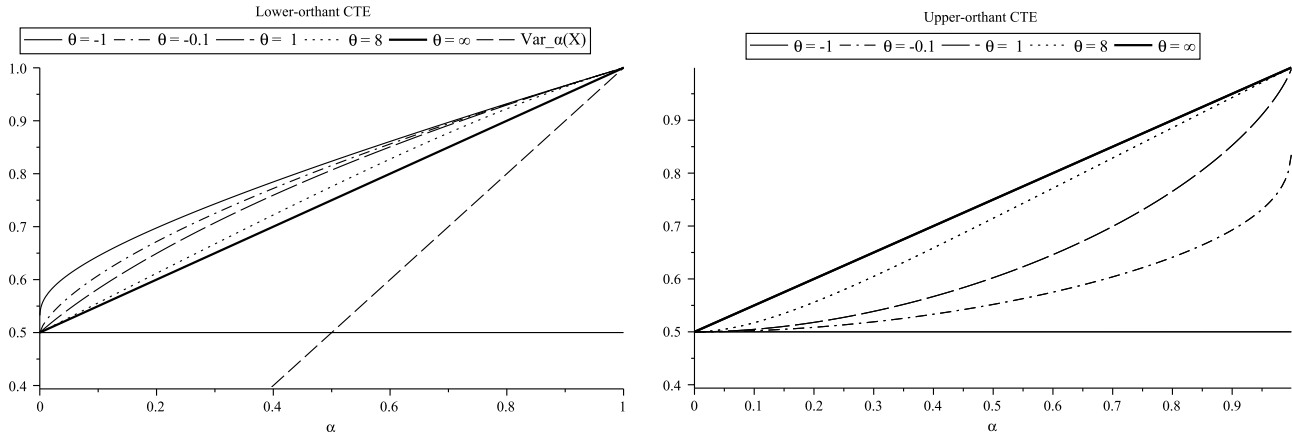 Lower-orthant CTE
θ = -1 θ = -0.1 θ = 1 θ = 8 θ = ∞ Var_α(X)
1.0
0.9
0.8
0.7
0.6
0.5
0.4
0 0.2 0.4 0.6 0.8 1
α
Upper-orthant CTE
θ = -1 θ = -0.1 θ = 1 θ = 8 θ = ∞
0.9
0.8
0.7
0.6
0.5
0.4
0 0.1 0.2 0.3 0.4 0.5 0.6 0.7 0.8 0.9
α